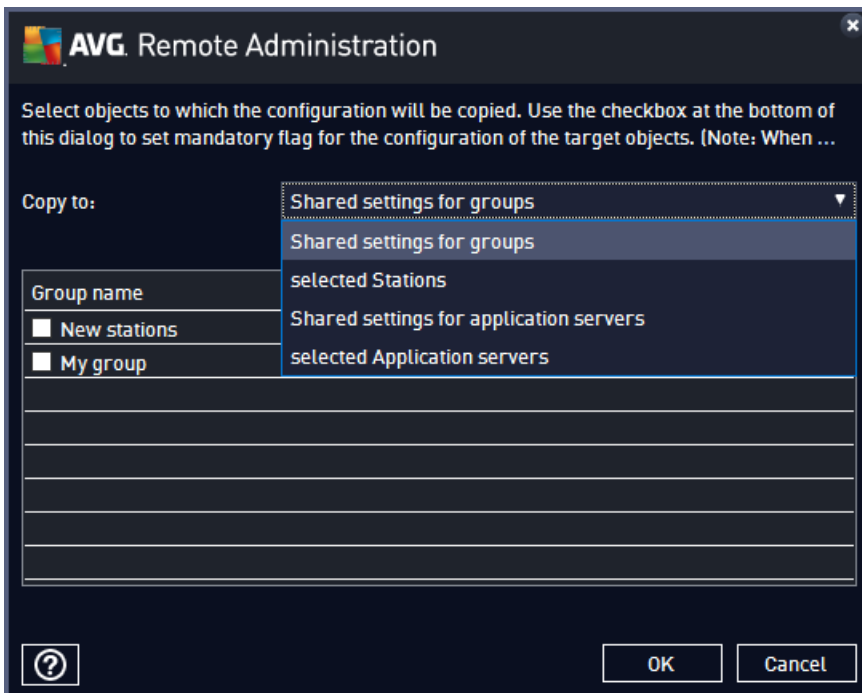 AVG. Remote Administration
Select objects to which the configuration will be copied. Use the checkbox at the bottom of
this dialog to set mandatory flag for the configuration of the target objects. (Note: When ...
Copy to:
Shared settings for groups
Shared settings for groups
selected Stations
Shared settings for application servers
selected Application servers
Group name
New stations
My group
OK
Cancel